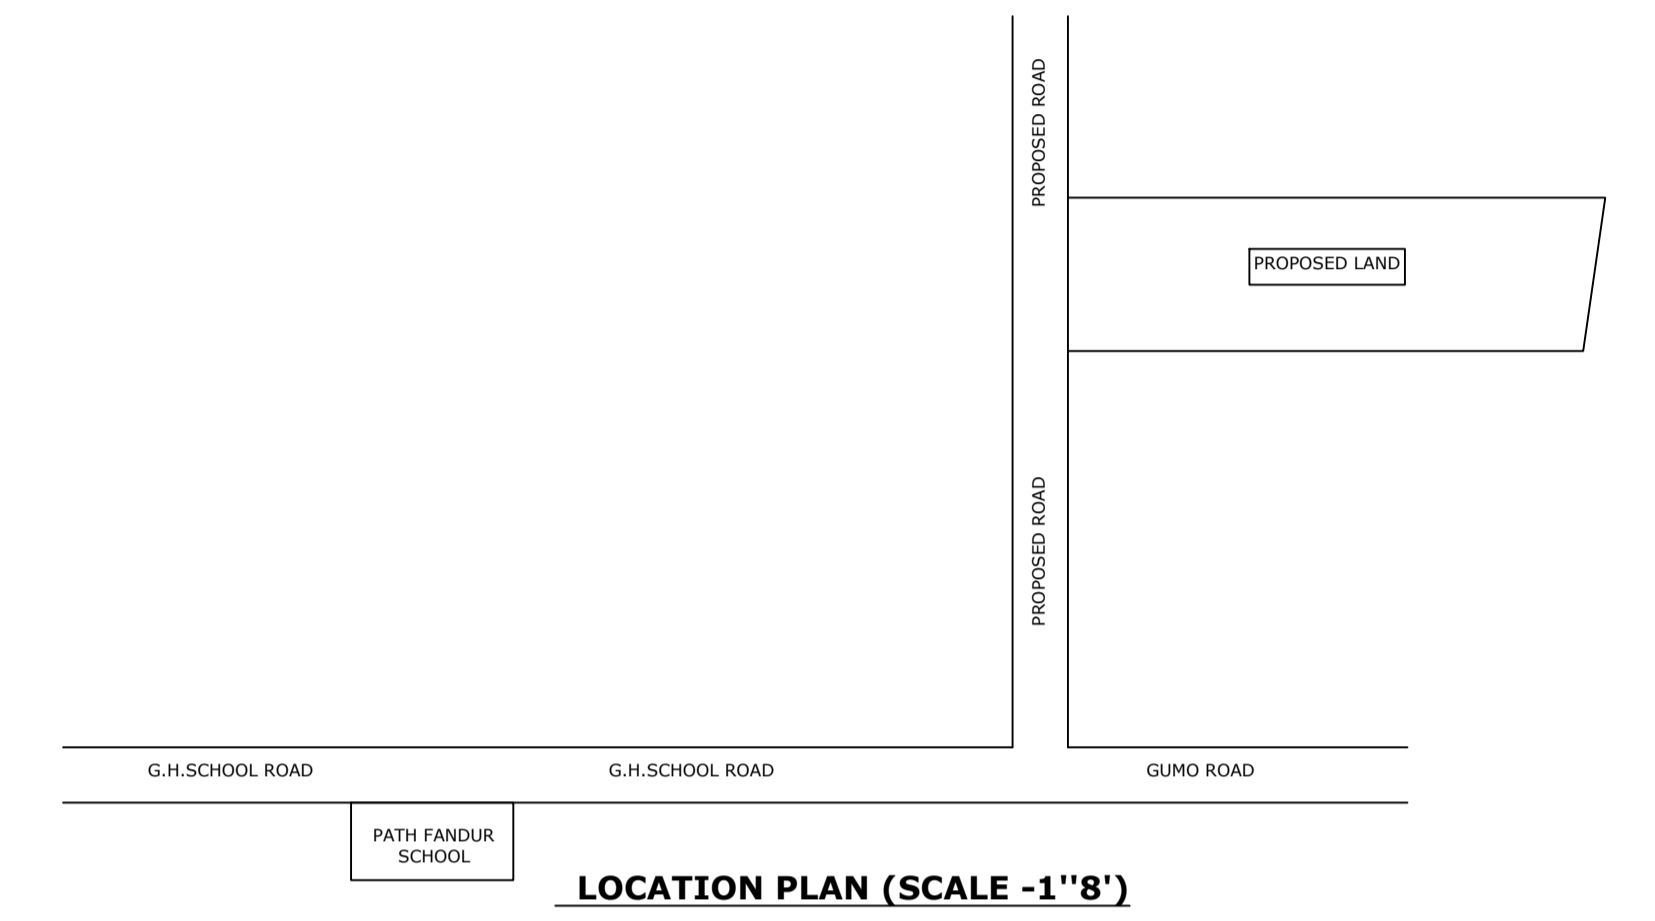 PROPOSED ROAD
PROPOSED LAND
PROPOSED ROAD
G.H.SCHOOL ROAD
G.H.SCHOOL ROAD
GUMO ROAD
PATH FANDUR
SCHOOL
LOCATION PLAN (SCALE -1''8')